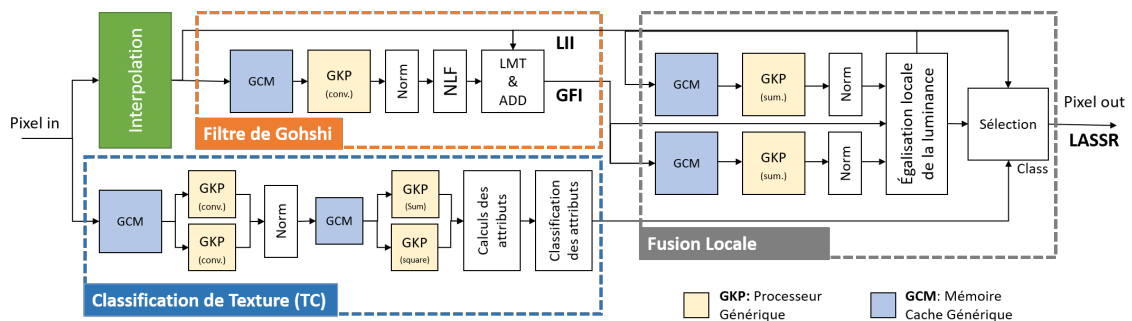 Pixel in
Interpolation
GCM
GKP
(conv.)
Norm
NLF
LMT
&
ADD
LII
GFI
Filtre de Gohshi
GCM
GKP
(conv.)
GKP
(conv.)
Norm
GCM
GKP
(Sum)
GKP
(square)
Calculs des
attributs
Classification
des attributs
Classification de Texture (TC)
GCM
GKP
(sum.)
Norm
GCM
GKP
(sum.)
Norm
Égalisation locale
de la luminance
Sélection
Class
Pixel out
LASSR
Fusion Locale
GKP: Processeur
Générique
GCM: Mémoire
Cache Générique